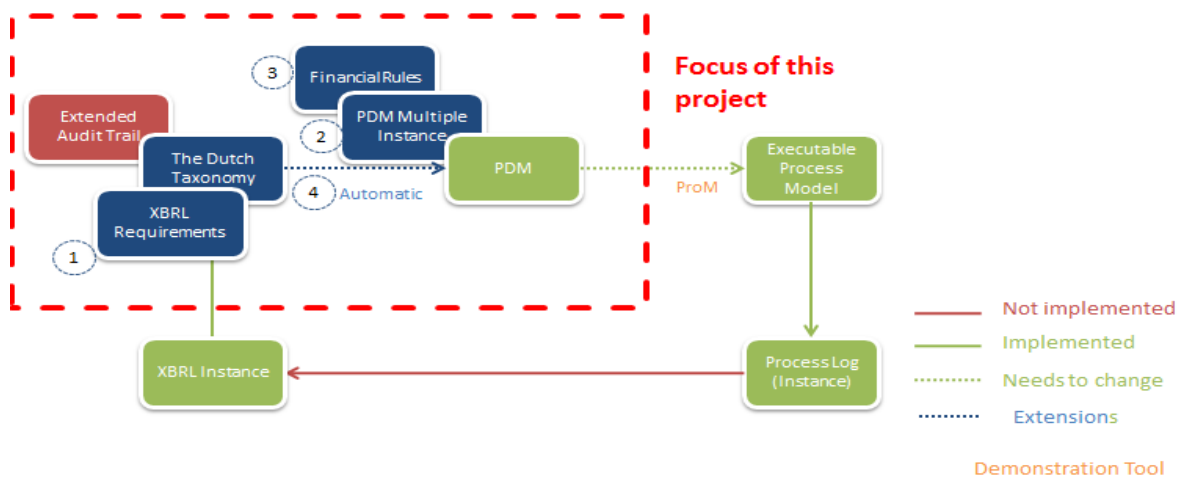 Focus of this
project
3
FinancialRules
Extended
Audit Trail
2
PDM Multiple
Instance
The Dutch
Taxonomy
4
Automatic
PDM
ProM
Executable
Process
Model
XBRL
Requirements
1
XBRL Instance
Process Log
(Instance)
Not implemented
Implemented
Needs to change
Extensions
Demonstration Tool